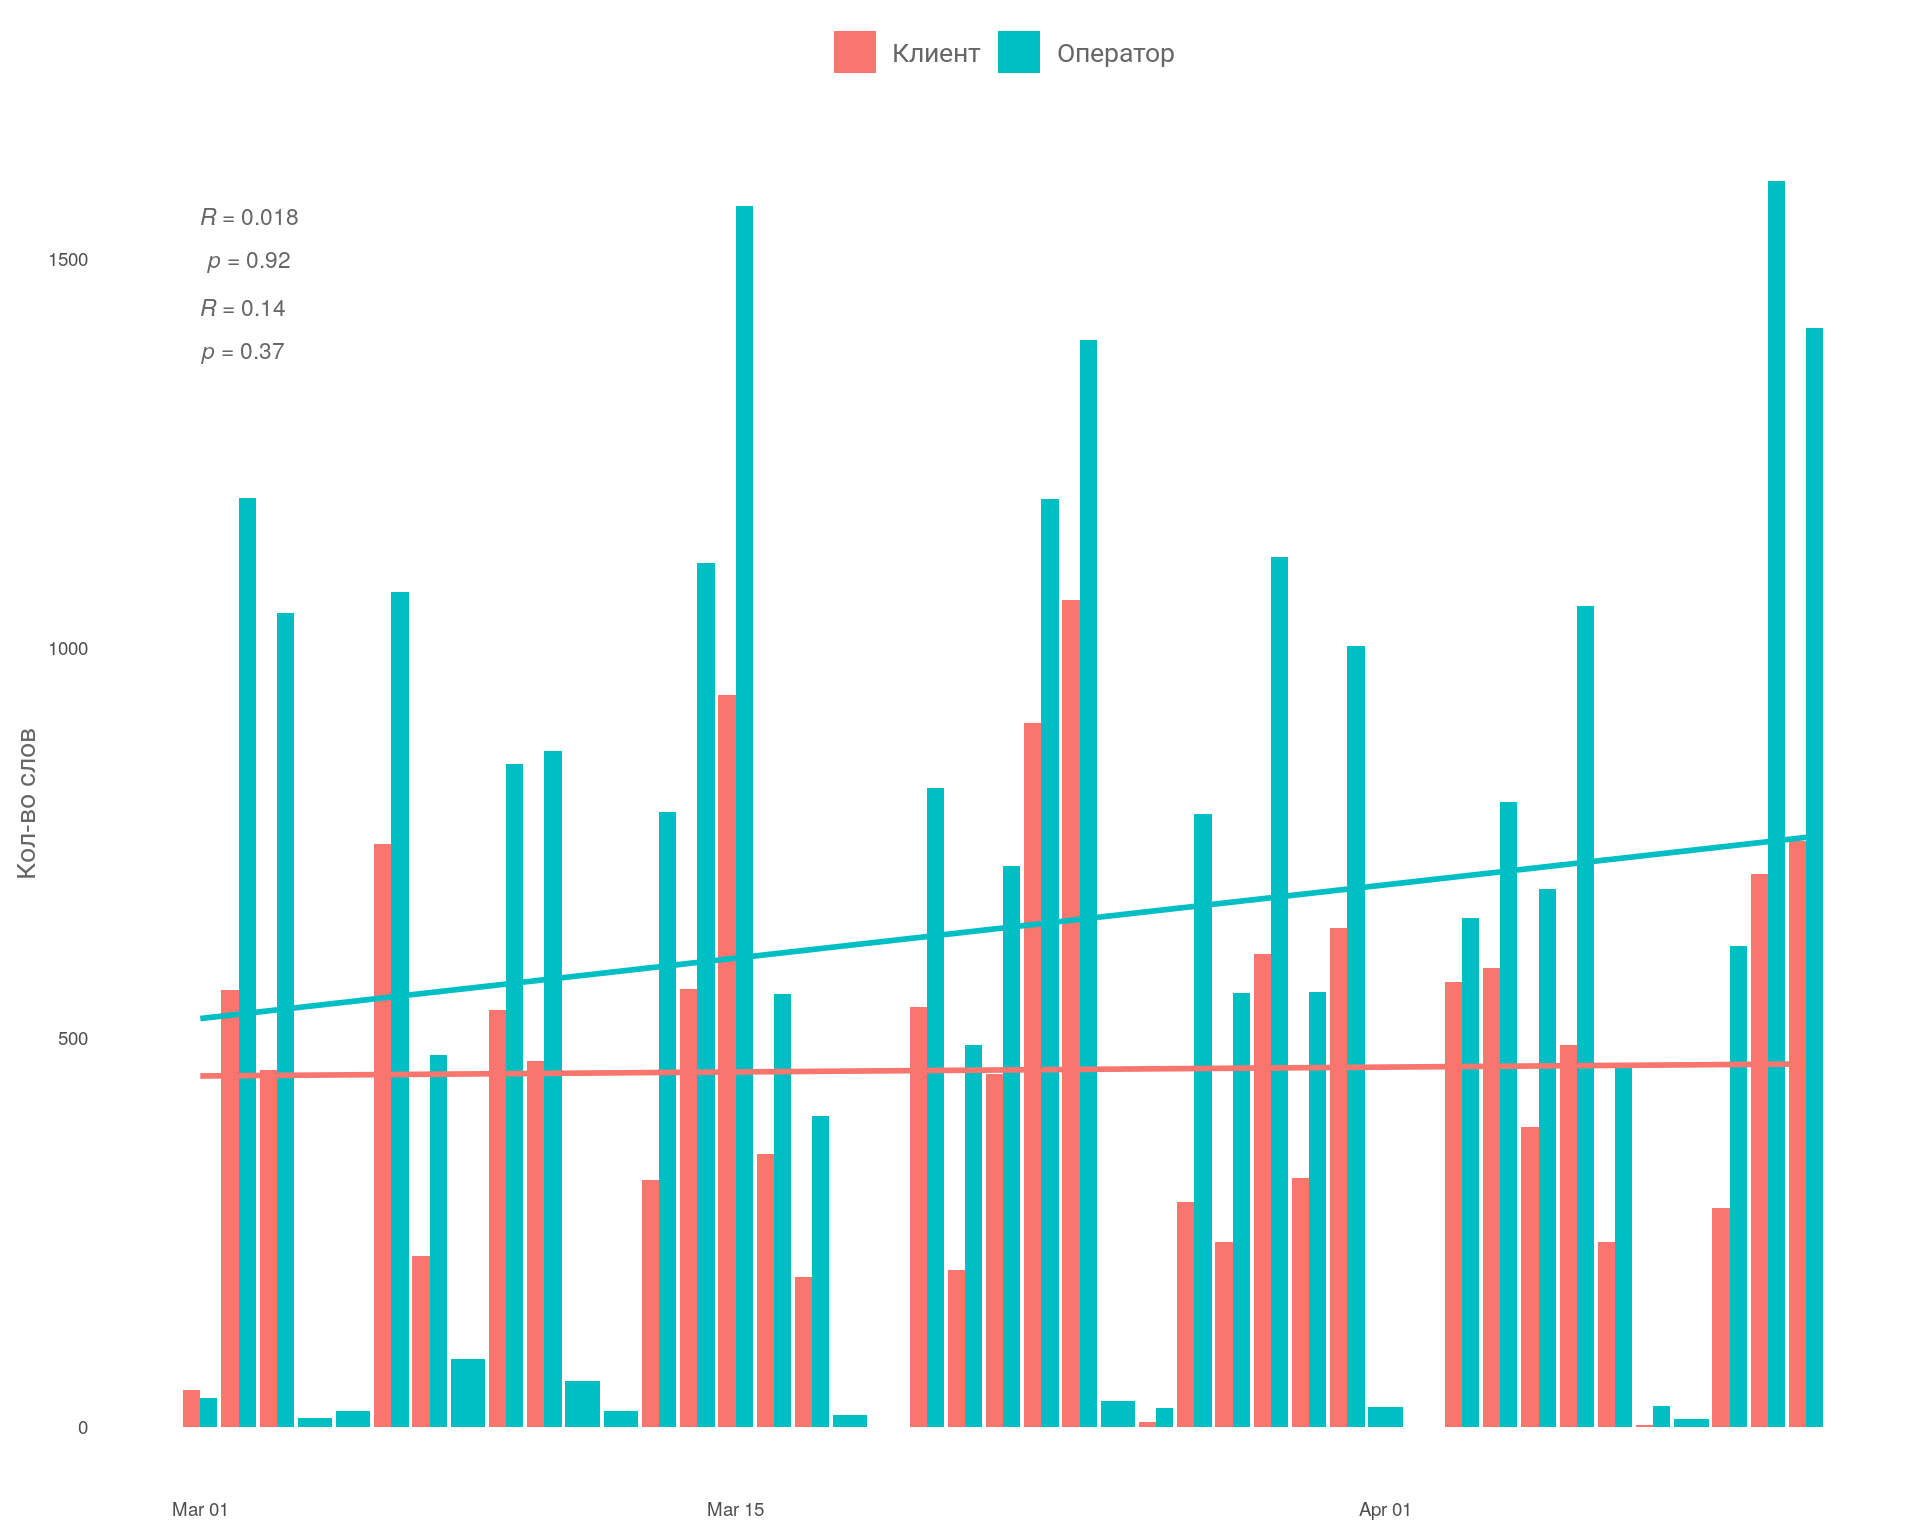 Клиент Оператор
R = 0.018
p = 0.92
R = 0.14
p = 0.37
1500
1000
500
0
Кол-во слов
Mar 01 Mar 15 Apr 01